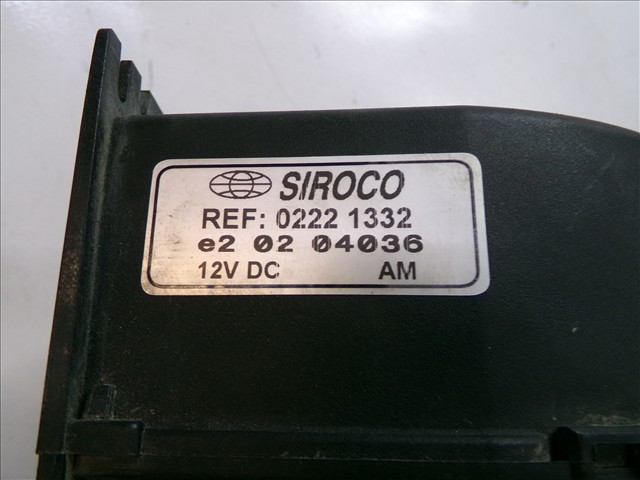 SIROCO
REF: 0222 1332
e2 02 04036
12V DC AM